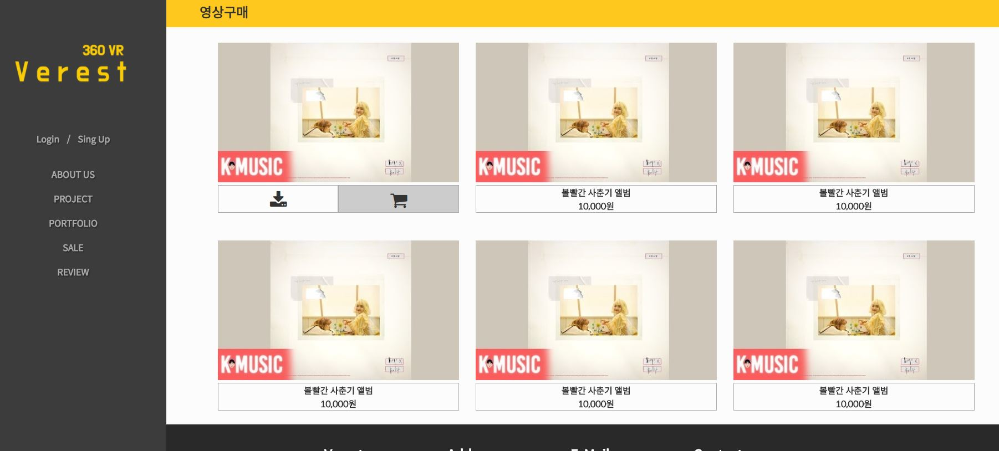 영상구매
360 VR
Verest
Login / Sing Up
ABOUT US
PROJECT
PORTFOLIO
SALE
REVIEW
K MUSIC
K MUSIC
K MUSIC
볼빨간 사춘기 앨범
10,000원
볼빨간 사춘기 앨범
10,000원
K MUSIC
K MUSIC
K MUSIC
볼빨간 사춘기 앨범
10,000원
볼빨간 사춘기 앨범
10,000원
볼빨간 사춘기 앨범
10,000원